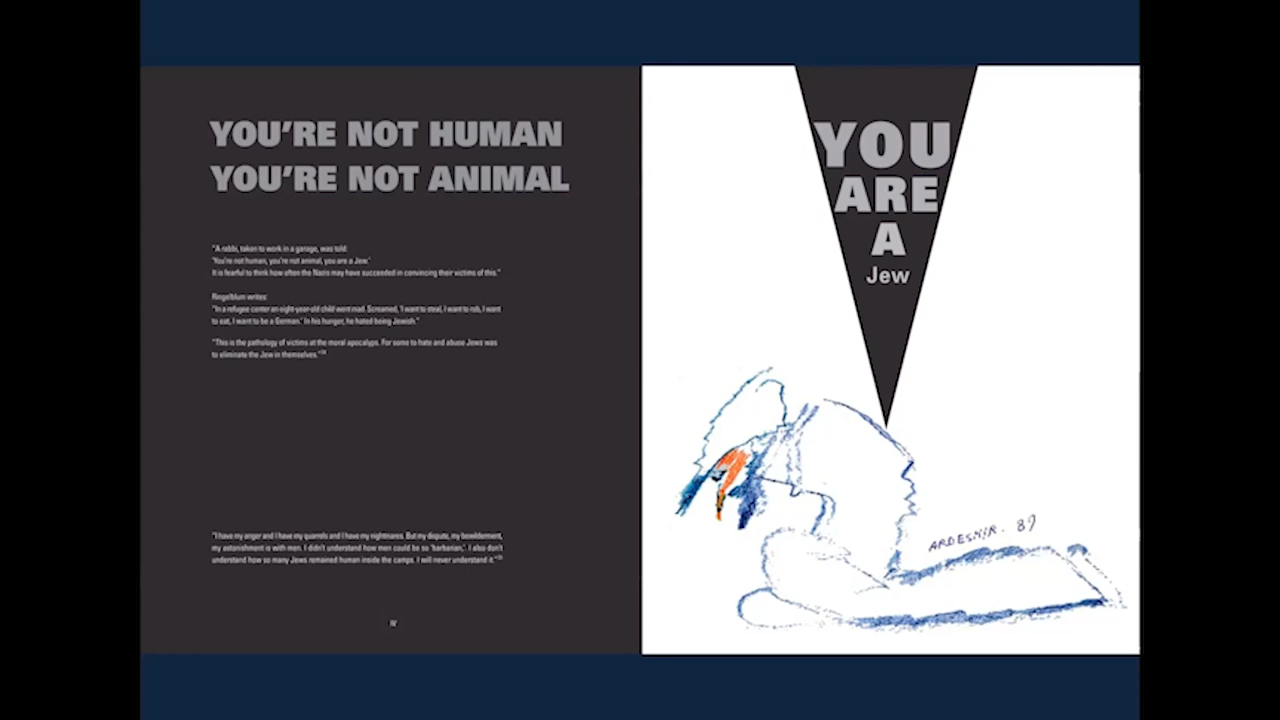 YOU'RE NOT HUMAN
YOU'RE NOT ANIMAL
"A rabbi, taken to work in a garage, was told:
'You're not human, you're not animal, you are a Jew.'
It is fearful to think how often the Nazis may have succeeded in convincing their victims of this."
Ringelblum writes:
"In a refugee center an eight-year-old child went mad. Screamed, 'I want to steal, I want to rob, I want
to eat, I want to be a German.' In his hunger, he hated being Jewish."
"This is the pathology of victims at the moral apocalyps. For some to hate and abuse Jews was
to eliminate the Jew in themselves."
"I have my anger and I have my quarrels and I have my nightmares. But my dispute, my bewilderment,
my astonishment is with men. I didn't understand how men could be so 'barbarian,'. I also don't
understand how so many Jews remained human inside the camps. I will never understand it."
IV
YOU
ARE
A
Jew
ARDESHIR. 89